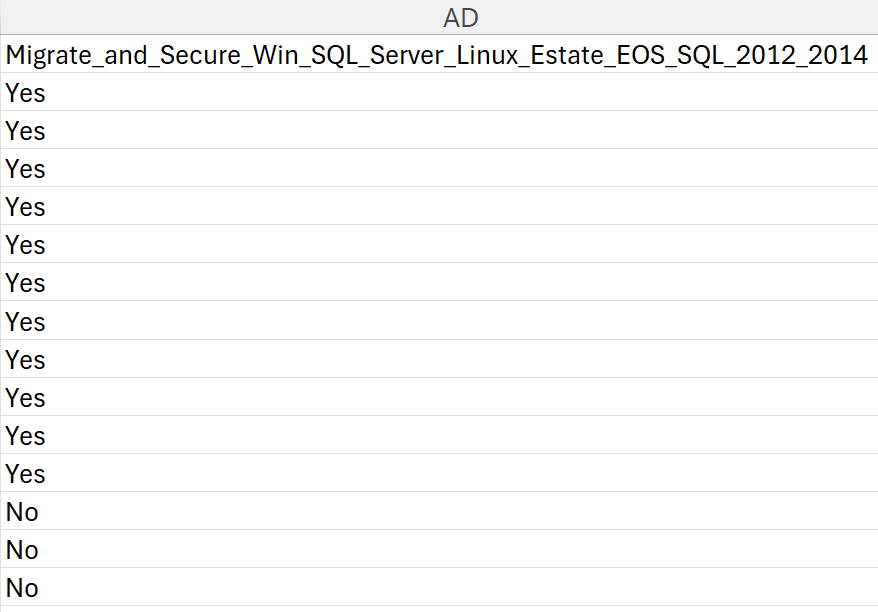 AD
Migrate_and_Secure_Win_SQL_Server_Linux_Estate_EOS_SQL_2012_2014
Yes
Yes
Yes
Yes
Yes
Yes
Yes
Yes
Yes
Yes
Yes
No
No
No